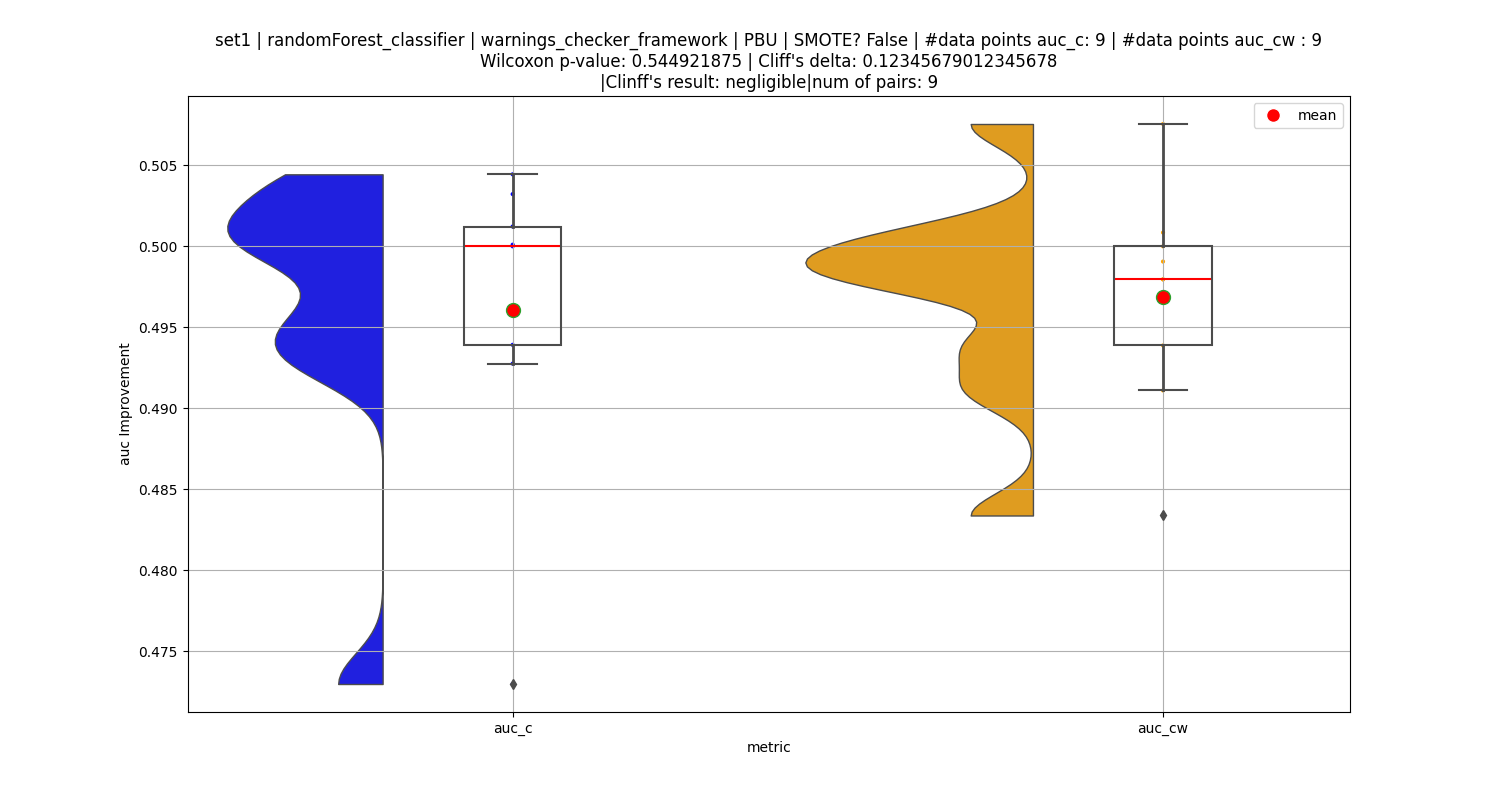 set1 | randomForest_classifier | warnings_checker_framework | PBU | SMOTE? False | #data points auc_c: 9 | #data points auc_cw : 9
Wilcoxon p-value: 0.544921875 | Cliff's delta: 0.12345679012345678
|Clinff's result: negligible|num of pairs: 9
mean
0.505
0.500
0.495
0.490
0.485
0.480
0.475
auc Improvement
auc_c
auc_cw
metric